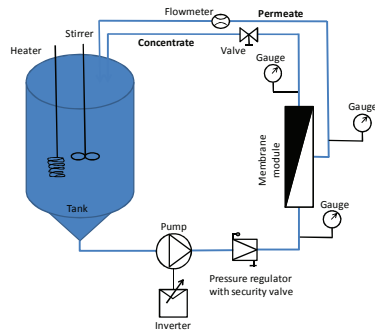 Flowmeter
Permeate
Stirrer
Heater
Concentrate
Valve
Gauge
Gauge
Membrane
module
Tank
Gauge
Pump
Pressure regulator
with security valve
Inverter